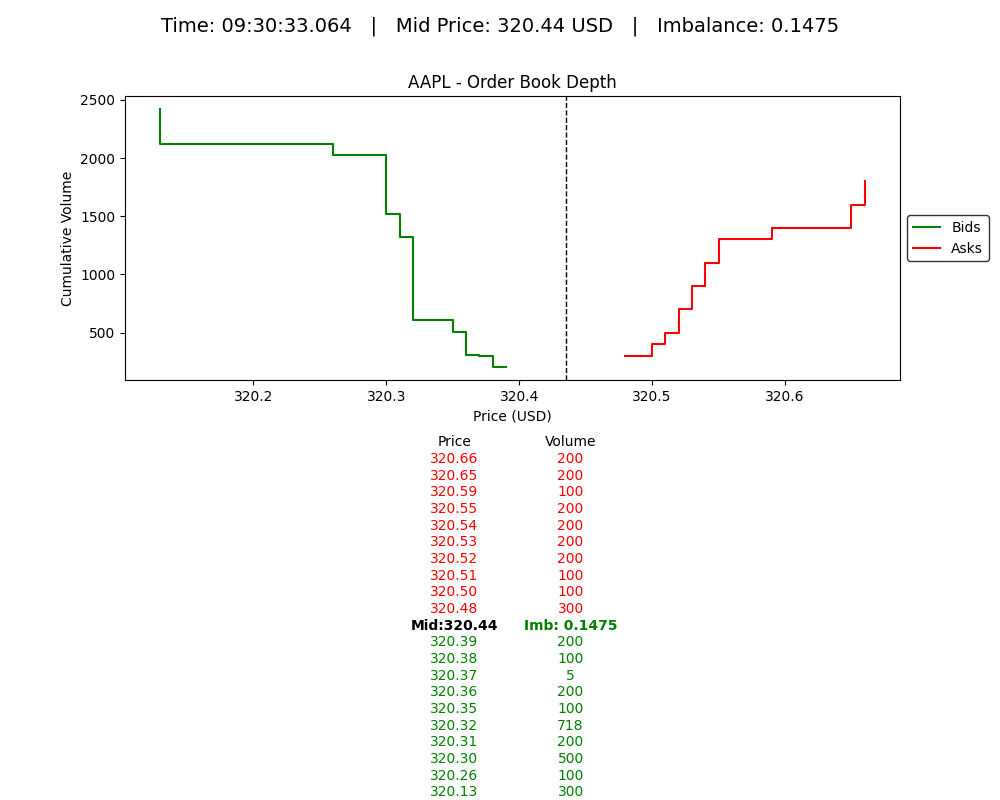 Time: 09:30:33.064   |   Mid Price: 320.44 USD   |   Imbalance: 0.1475
AAPL - Order Book Depth
2500
2000
1500
1000
500
Cumulative Volume
Bids
Asks
320.2 320.3 320.4 320.5 320.6
Price (USD)
Price Volume
320.66 200
320.65 200
320.59 100
320.55 200
320.54 200
320.53 200
320.52 200
320.51 100
320.50 100
320.48 300
Mid:320.44 Imb: 0.1475
320.39 200
320.38 100
320.37 5
320.36 200
320.35 100
320.32 718
320.31 200
320.30 500
320.26 100
320.13 300